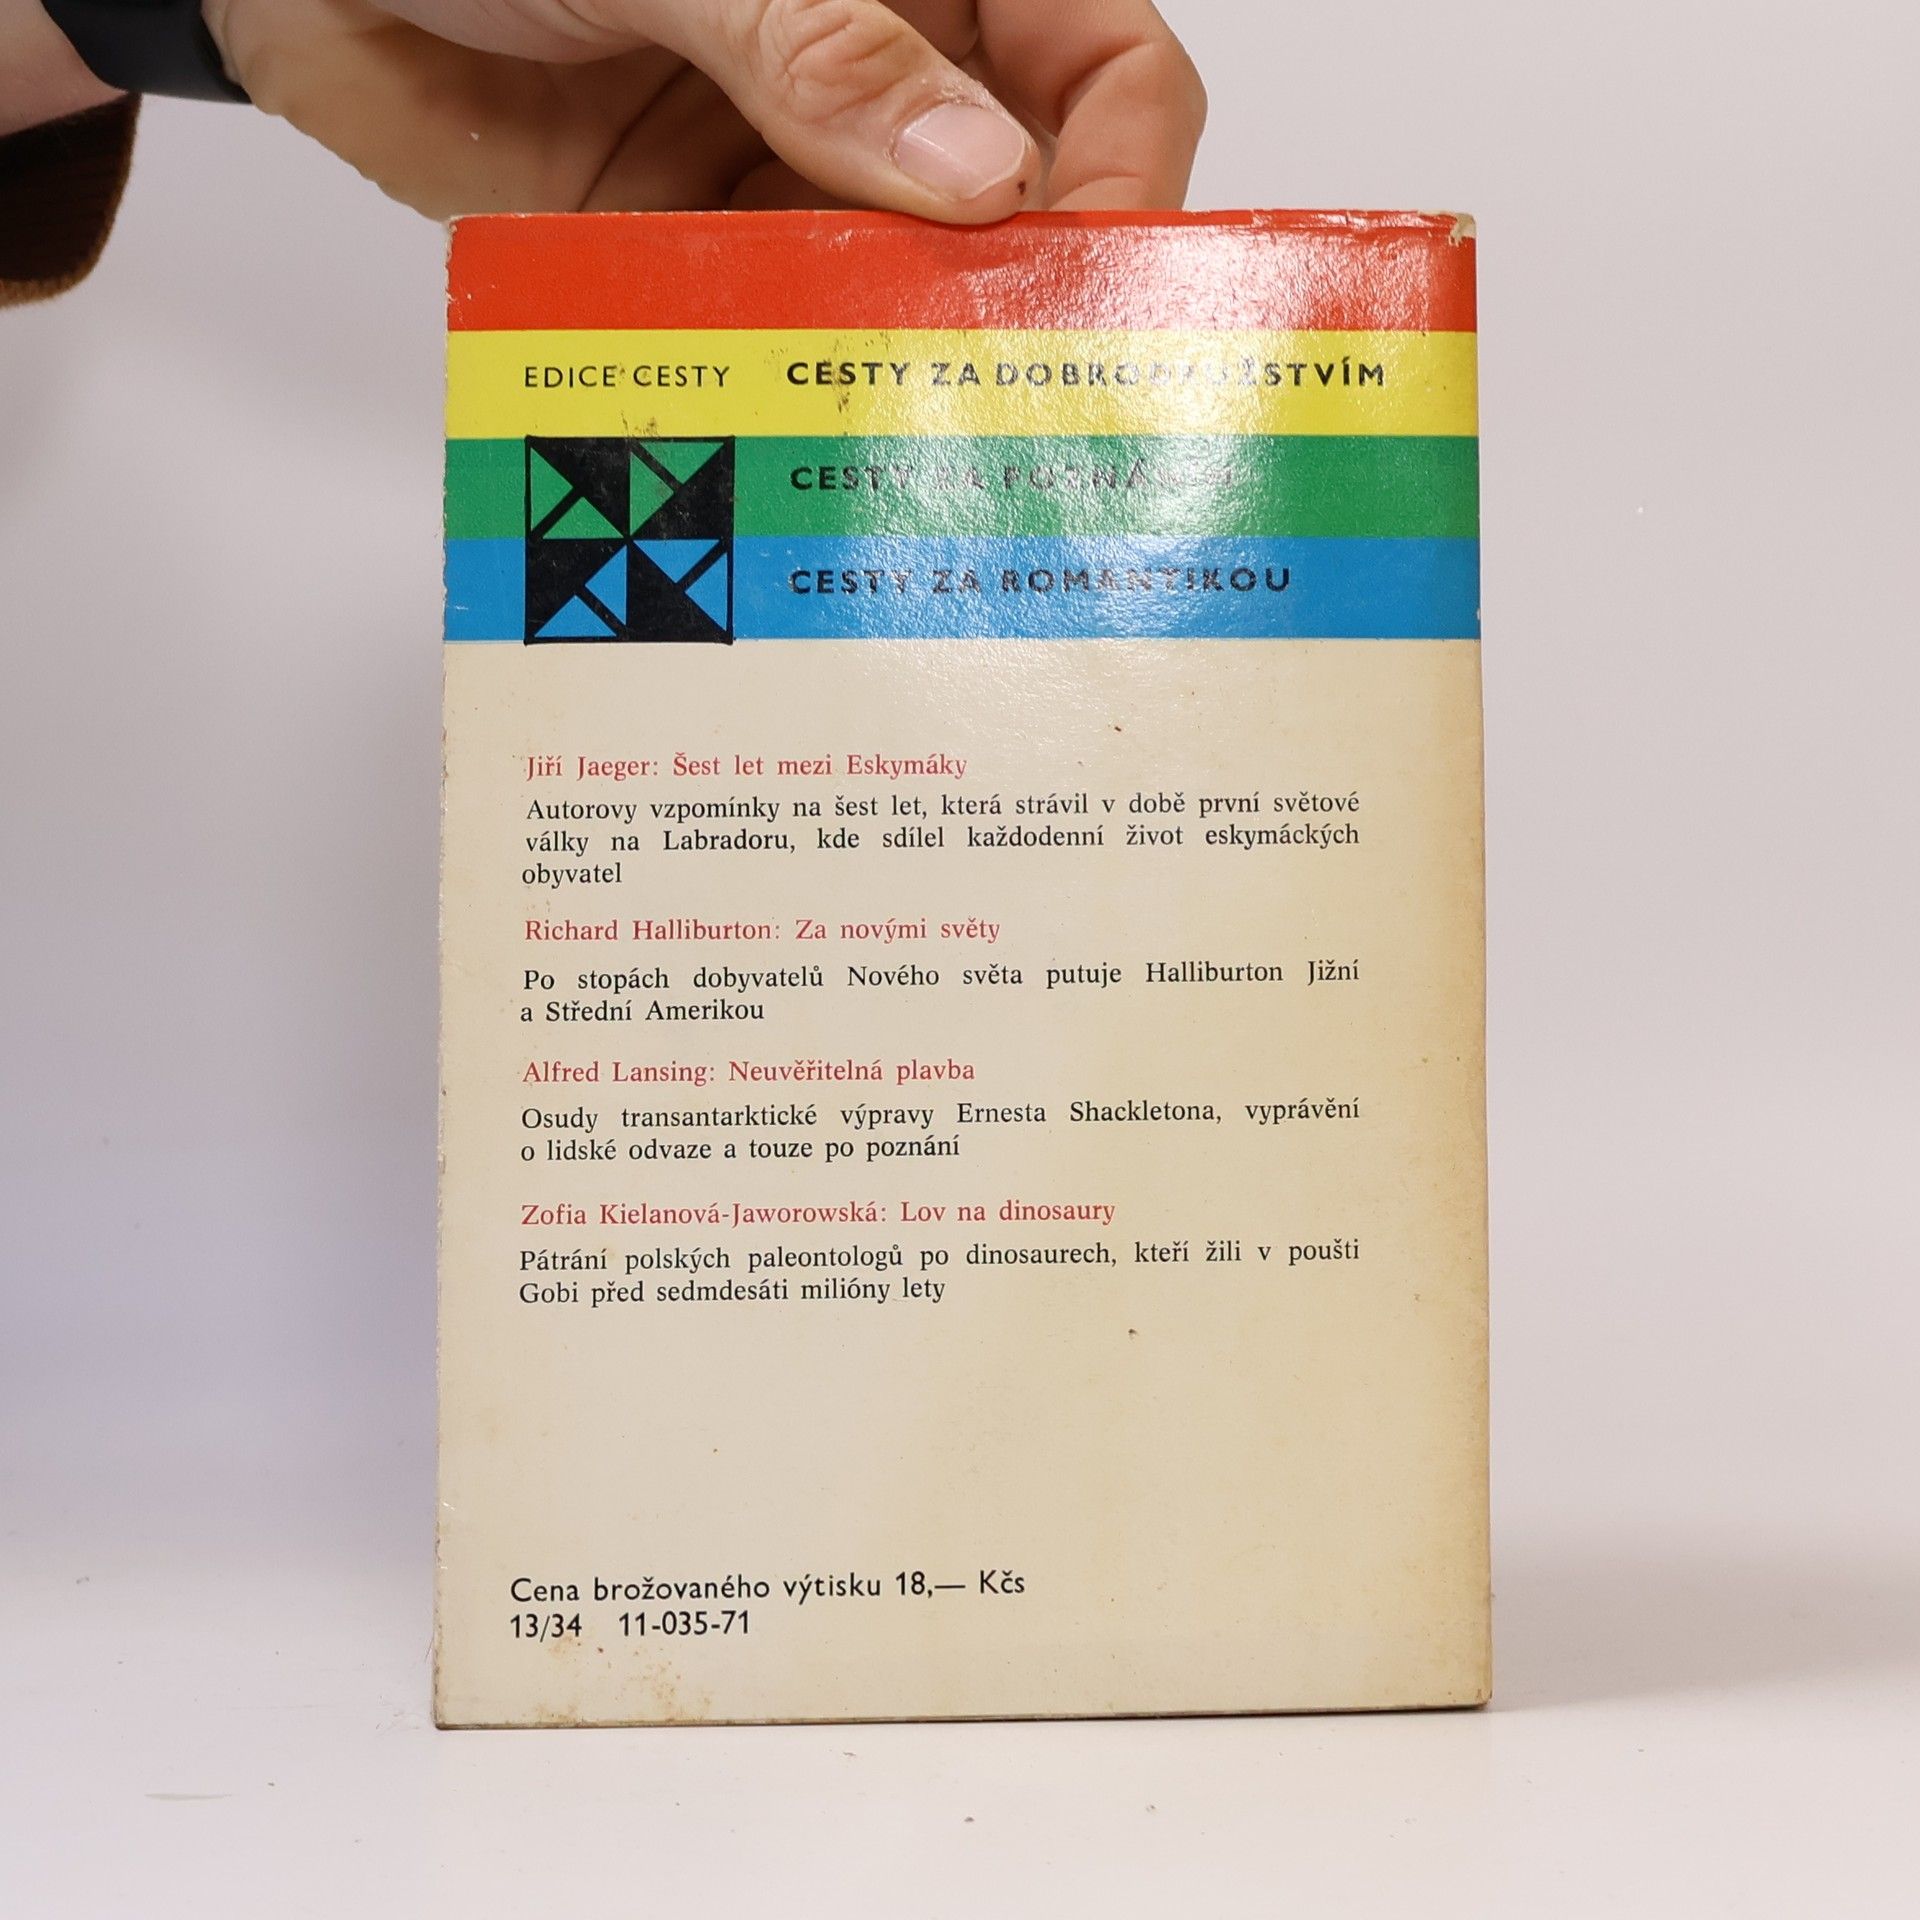 EDICE CESTY CESTY ZA DOBRODRUŽSTVÍM
CESTY ZA POZNÁNÍM
CESTY ZA ROMANTIKOU
Jiří Jaeger: Šest let mezi Eskymáky
Autorovy vzpomínky na šest let, která strávil v době první světové
války na Labradoru, kde sdílel každodenní život eskymáckých
obyvatel
Richard Halliburton: Za novými světy
Po stopách dobyvatelů Nového světa putuje Halliburton Jižní
a Střední Amerikou
Alfred Lansing: Neuvěřitelná plavba
Osudy transantarktické výpravy Ernesta Shackletona, vyprávění
o lidské odvaze a touze po poznání
Zofia Kielanová-Jaworowská: Lov na dinosaury
Pátrání polských paleontologů po dinosaurech, kteří žili v poušti
Gobi před sedmdesáti milióny lety
Cena brožovaného výtisku 18,— Kčs
13/34 11-035-71